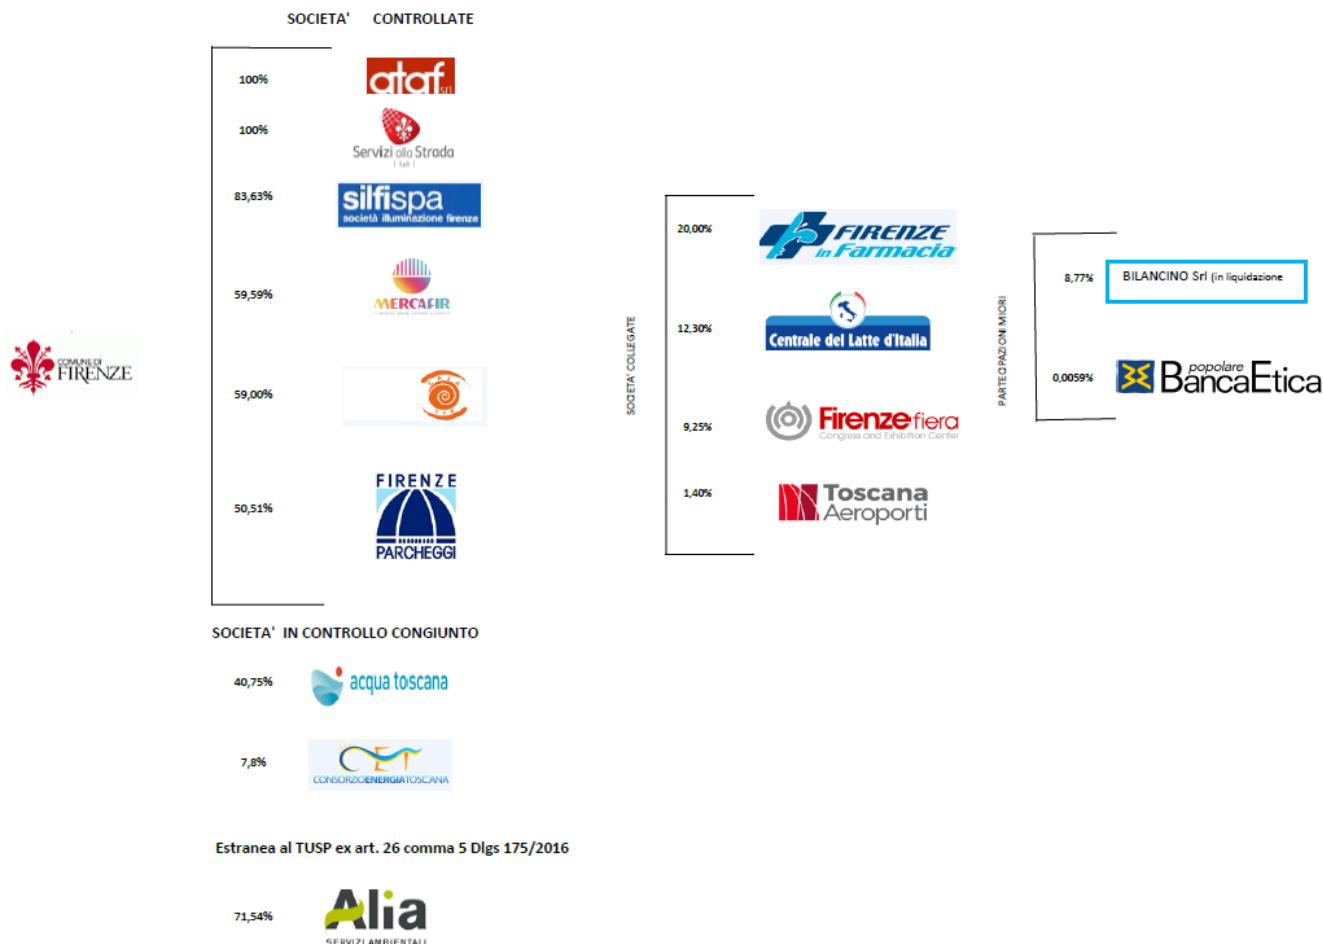 SOCIETA' CONTROLLATE
100%
ataf srl
100%
Servizi alla Strada
| SpA |
83,63%
silfispa
società illuminazione firenze
59,59%
MERCAFIR
59,00%
CASA
SPA
50,51%
FIRENZE
PARCHEGGI
COMUNE DI
FIRENZE
SOCIETA' IN CONTROLLO CONGIUNTO
40,75%
acqua toscana
7,8%
CET
CONSORZIOENERGIATOSCANA
Estranea al TUSP ex art. 26 comma 5 Dlgs 175/2016
71,54%
Alia
SERVIZI AMBIENTALI
SOCIETA' COLLEGATE
20,00%
FIRENZE
in Farmacia
12,30%
Centrale del Latte d'Italia
9,25%
Firenze fiera
Congress and Exhibition Center
1,40%
Toscana
Aeroporti
PARTECIPAZIONI MIORI
8,77%
BILANCINO Srl (in liquidazione
0,0059%
popolare
BancaEtica